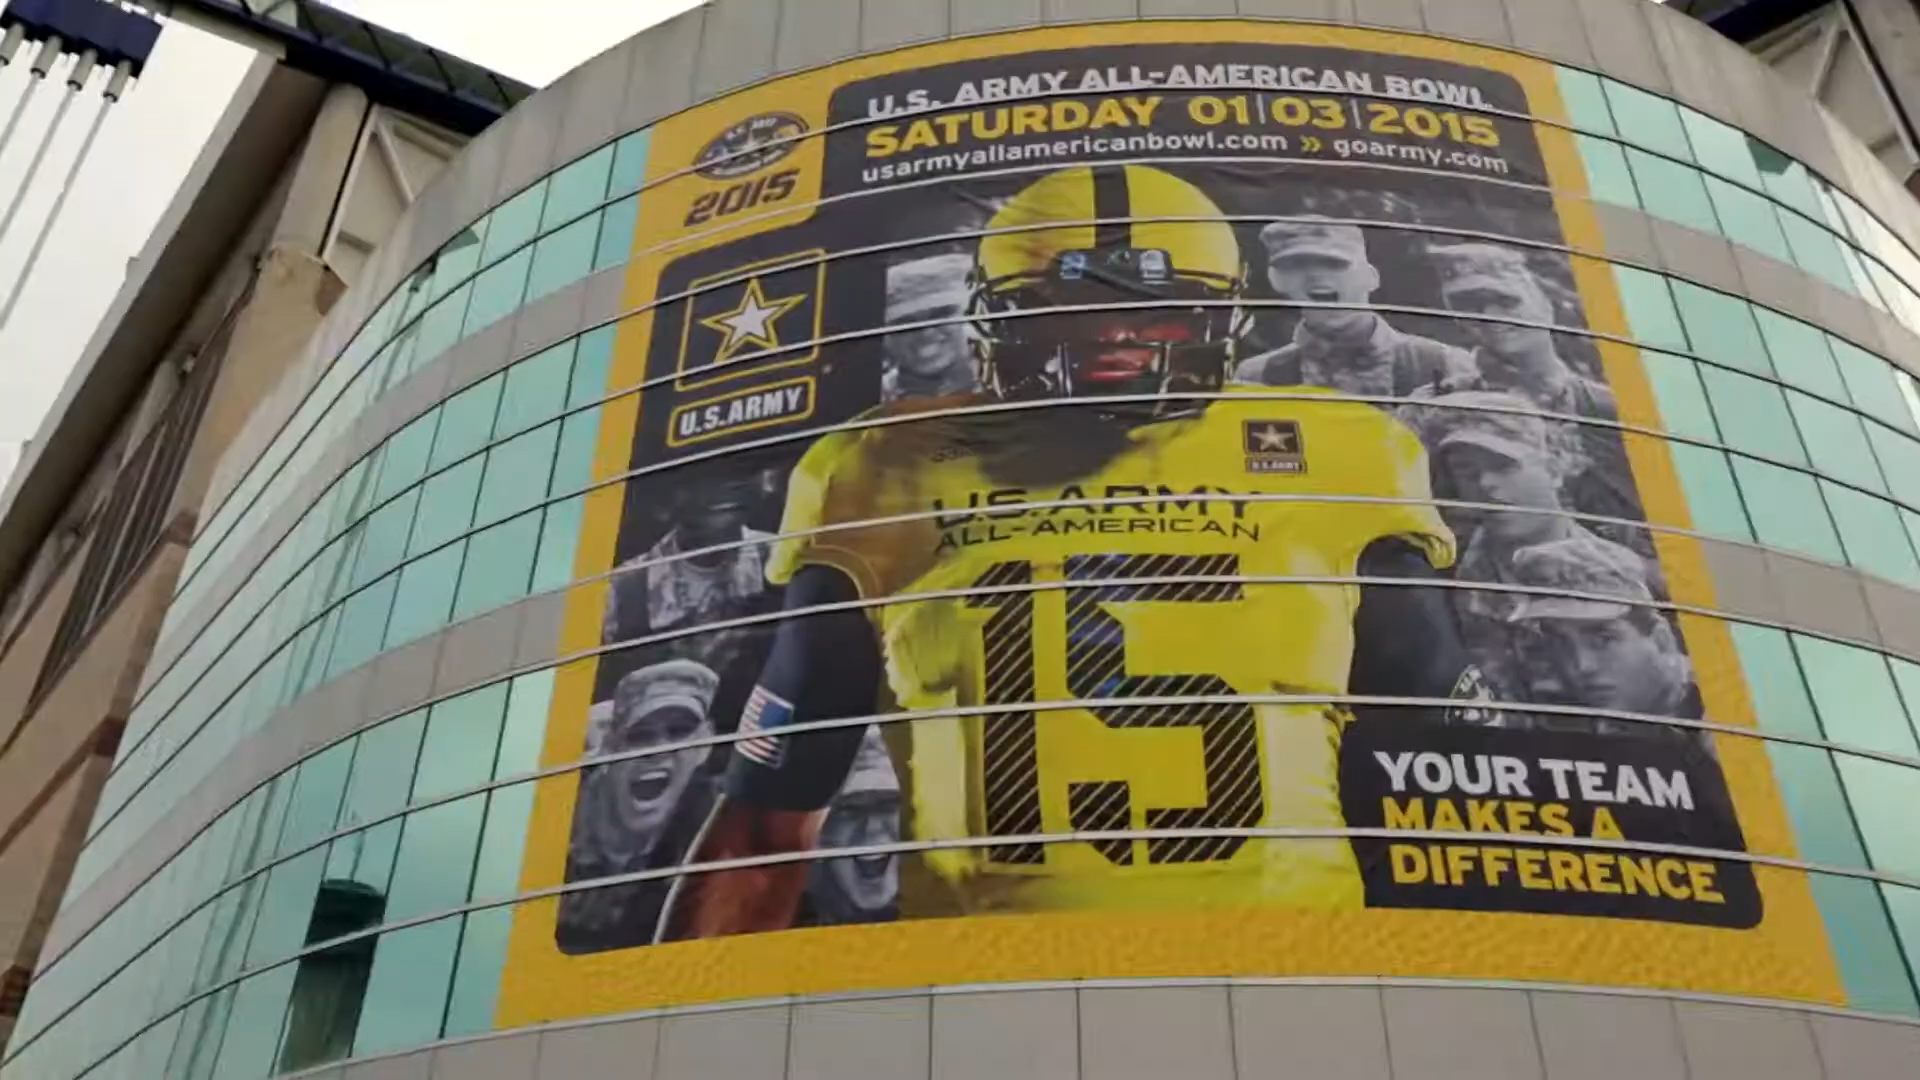 U.S. ARMY ALL-AMERICAN BOWL
SATURDAY 01|03|2015
usarmyallamericanbowl.com » goarmy.com
2015
U.S. ARMY
U.S. ARMY
U.S. ARMY
ALL-AMERICAN
15
YOUR TEAM
MAKES A
DIFFERENCE